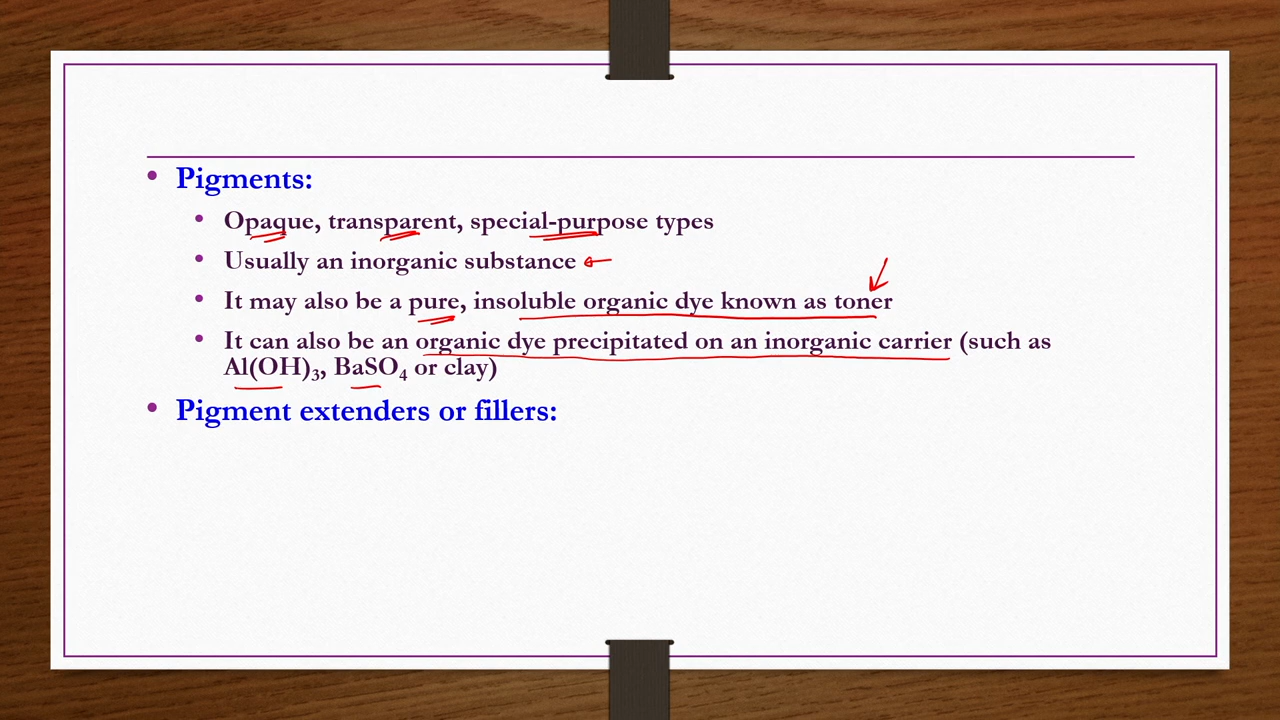 • Pigments:
• Opaque, transparent, special-purpose types
• Usually an inorganic substance
• It may also be a pure, insoluble organic dye known as toner
• It can also be an organic dye precipitated on an inorganic carrier (such as
Al(OH)₃, BaSO₄ or clay)
• Pigment extenders or fillers: